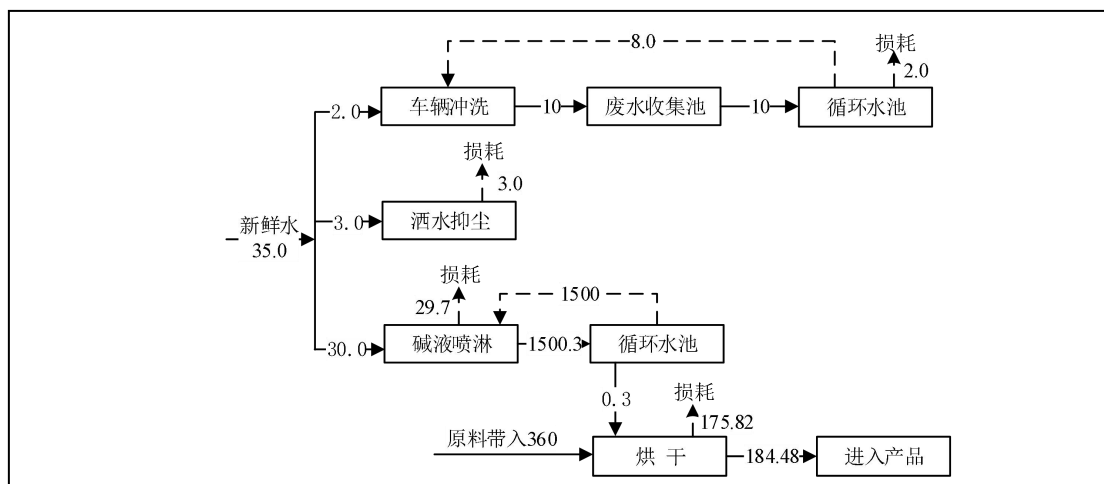 8.0
损耗
2.0
2.0
车辆冲洗
10
废水收集池
10
循环水池
损耗
3.0
新鲜水
35.0
3.0
洒水抑尘
损耗
29.7
1500
30.0
碱液喷淋
1500.3
循环水池
0.3
损耗
175.82
原料带入360
烘 干
184.48
进入产品